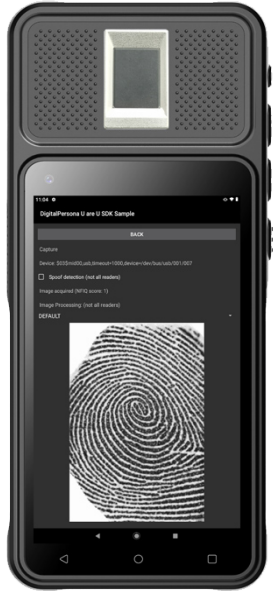 11:04
DigitalPersona U are U SDK Sample
BACK
Capture
Spoof detection (not all readers)
Image acquired (NFIQ score: 1)
Image Processing: (not all readers)
DEFAULT